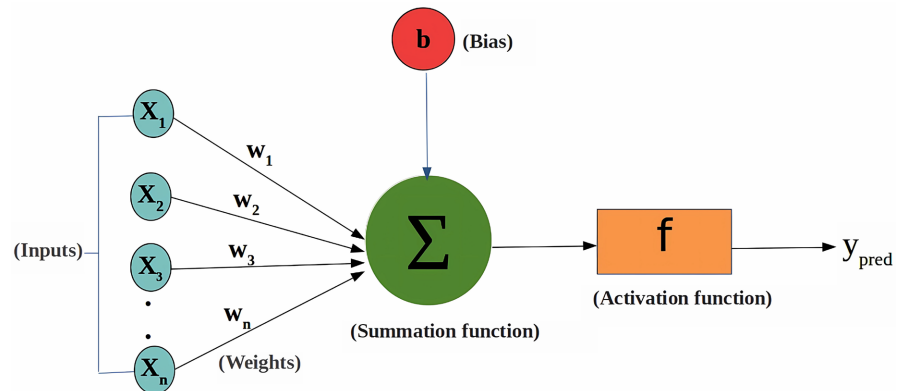 b (Bias)
X1
w1
X2
w2
(Inputs)
X3
w3
Σ
f
ypred
(Activation function)
wn
(Summation function)
Xn
(Weights)